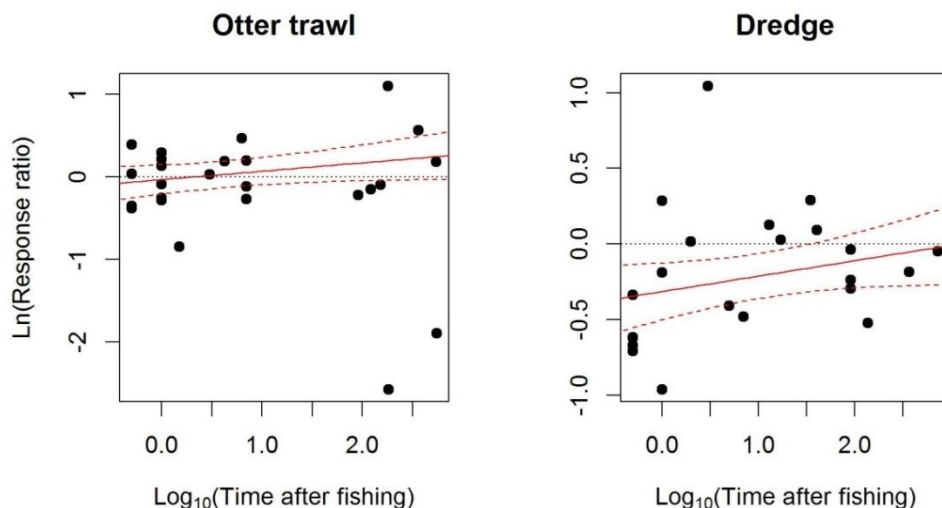 Otter trawl
Ln(Response ratio)
1
0
-1
-2
0.0 1.0 2.0
Log₁₀(Time after fishing)
Dredge
1.0
0.5
0.0
-0.5
-1.0
0.0 1.0 2.0
Log₁₀(Time after fishing)